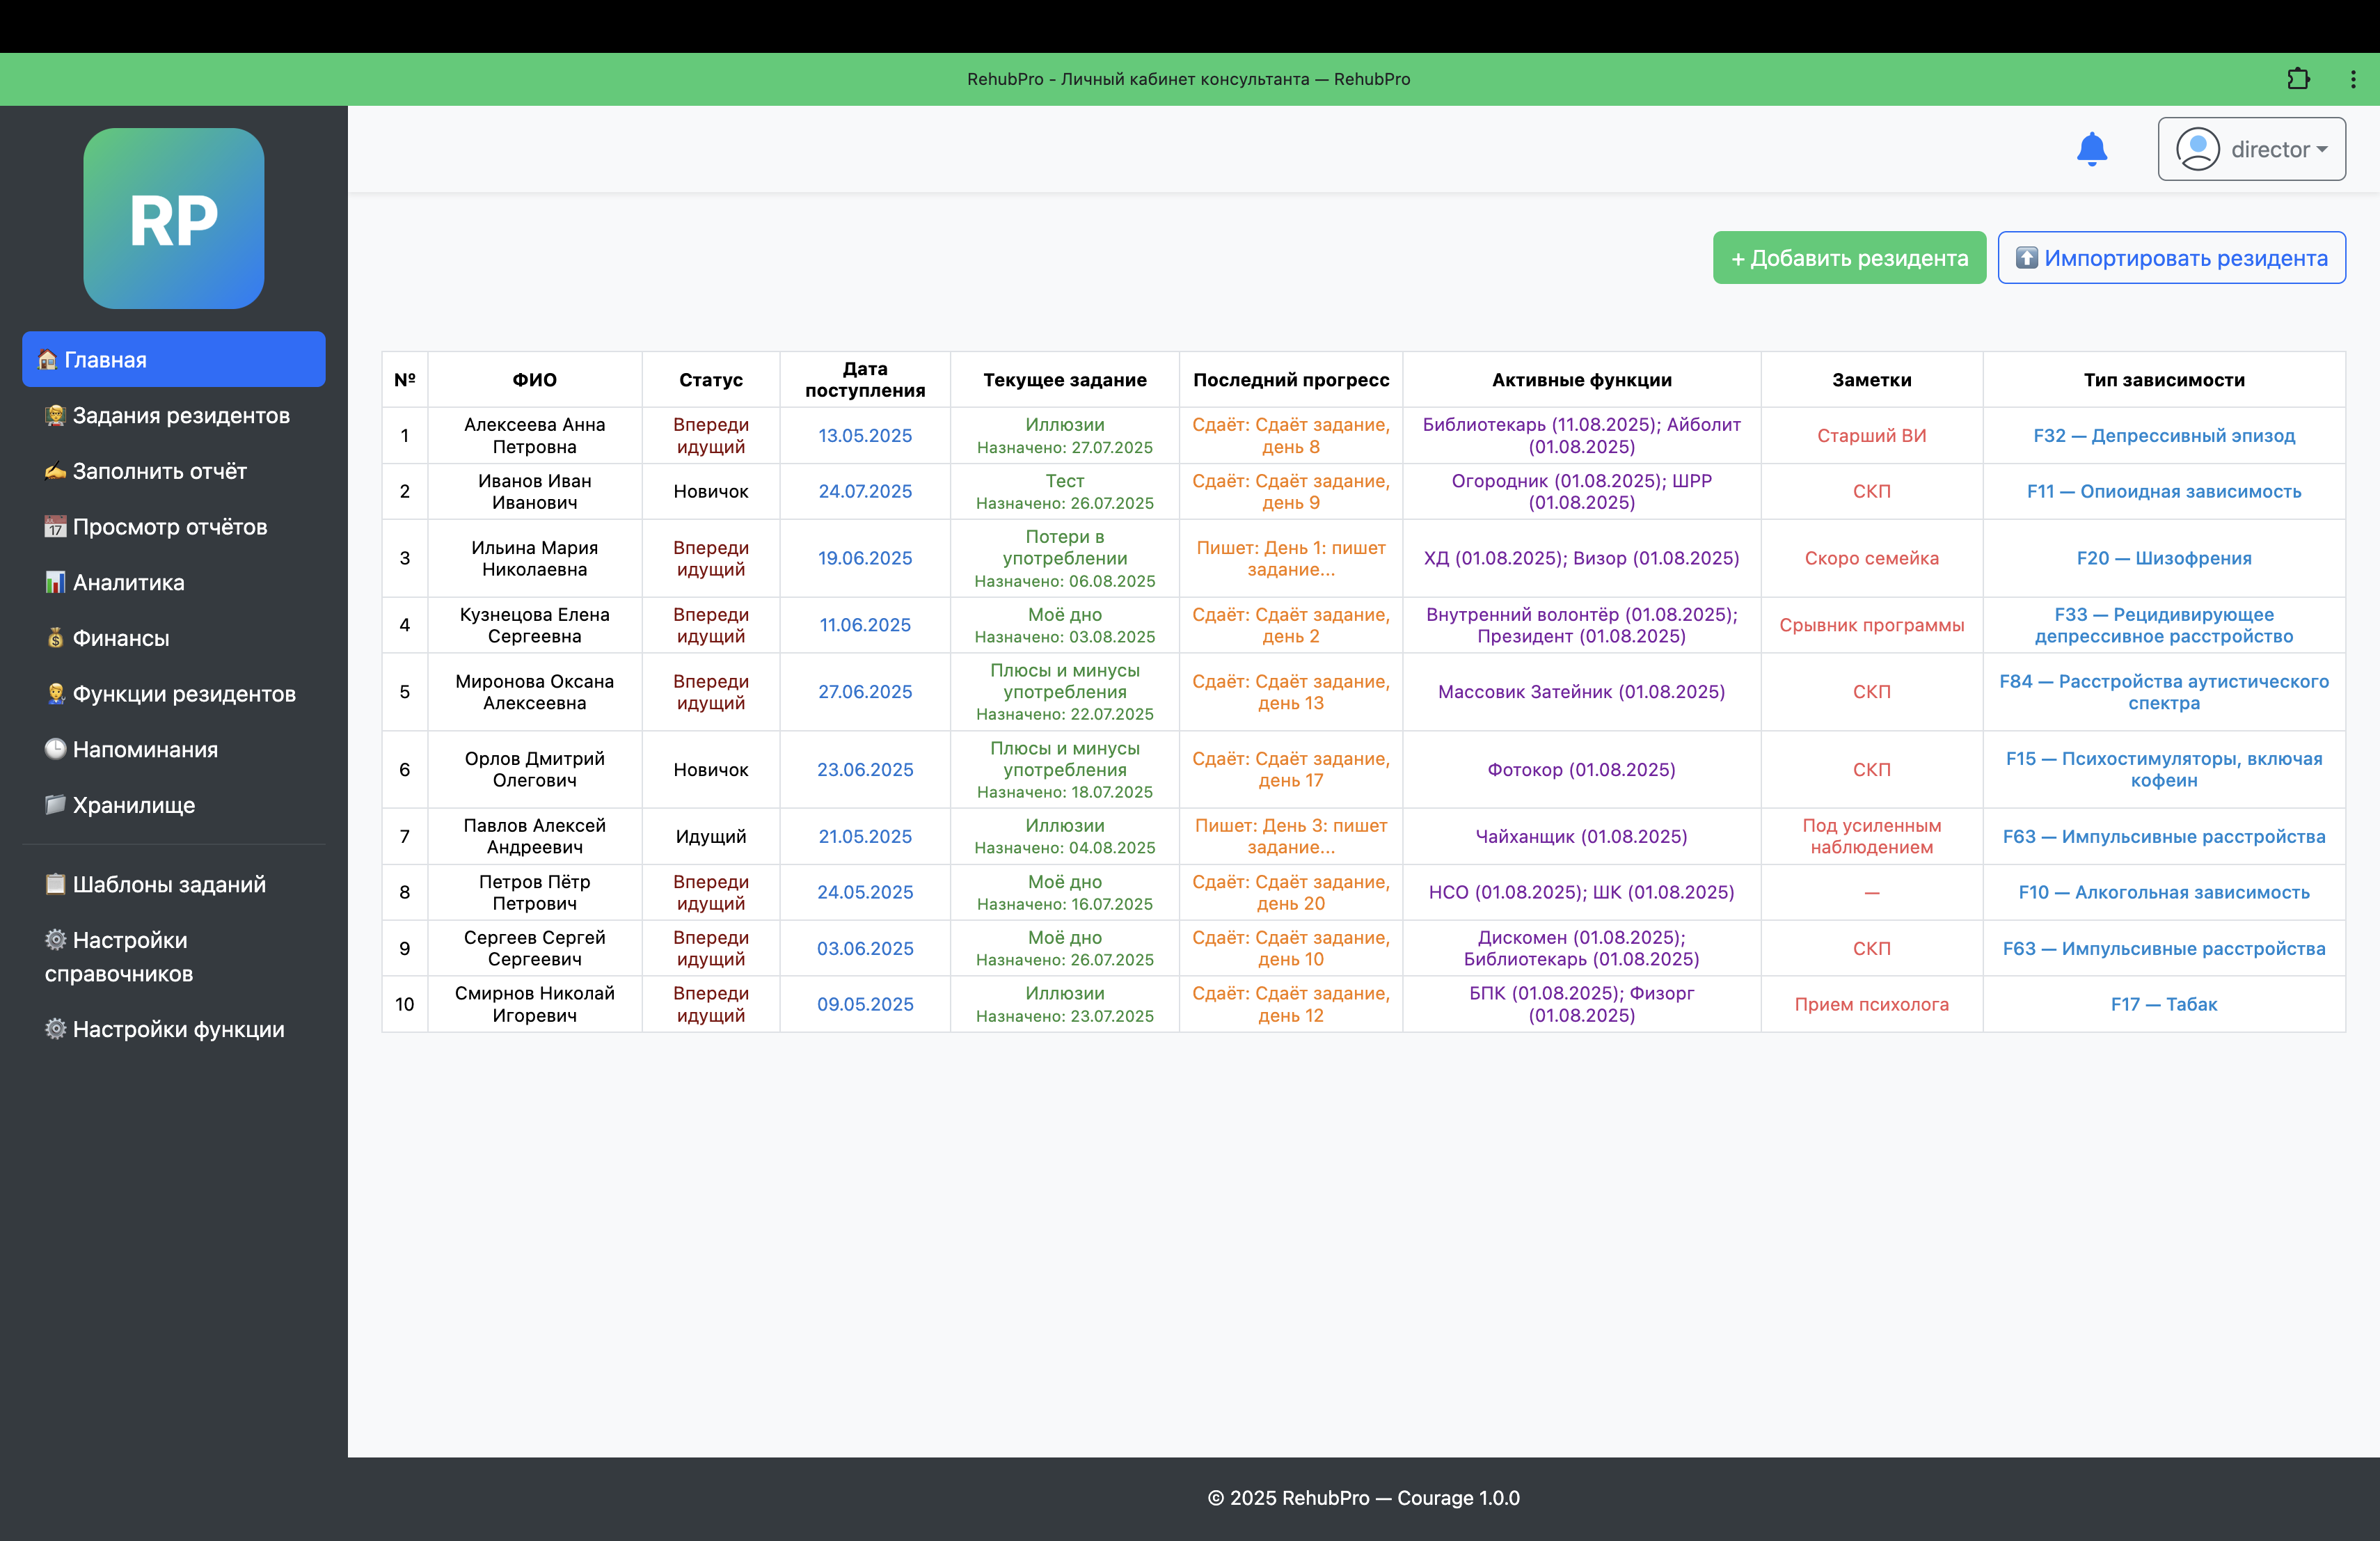 RehubPro - Личный кабинет консультанта — RehubPro
RP
director
Главная
Задания резидентов
Заполнить отчёт
17 Просмотр отчётов
Аналитика
Финансы
Функции резидентов
Напоминания
Хранилище
Шаблоны заданий
Настройки
справочников
Настройки функции
+ Добавить резидента
Импортировать резидента
№ ФИО Статус Дата поступления Текущее задание Последний прогресс Активные функции Заметки Тип зависимости
1 Алексеева Анна Петровна Впереди идущий 13.05.2025 Иллюзии Назначено: 27.07.2025 Сдаёт: Сдаёт задание, день 8 Библиотекарь (11.08.2025); Айболит (01.08.2025) Старший ВИ F32 — Депрессивный эпизод
2 Иванов Иван Иванович Новичок 24.07.2025 Тест Назначено: 26.07.2025 Сдаёт: Сдаёт задание, день 9 Огородник (01.08.2025); ШРР (01.08.2025) СКП F11 — Опиоидная зависимость
3 Ильина Мария Николаевна Впереди идущий 19.06.2025 Потери в употреблении Назначено: 06.08.2025 Пишет: День 1: пишет задание... ХД (01.08.2025); Визор (01.08.2025) Скоро семейка F20 — Шизофрения
4 Кузнецова Елена Сергеевна Впереди идущий 11.06.2025 Моё дно Назначено: 03.08.2025 Сдаёт: Сдаёт задание, день 2 Внутренний волонтёр (01.08.2025); Президент (01.08.2025) Срывник программы F33 — Рецидивирующее депрессивное расстройство
5 Миронова Оксана Алексеевна Впереди идущий 27.06.2025 Плюсы и минусы употребления Назначено: 22.07.2025 Сдаёт: Сдаёт задание, день 13 Массовик Затейник (01.08.2025) СКП F84 — Расстройства аутистического спектра
6 Орлов Дмитрий Олегович Новичок 23.06.2025 Плюсы и минусы употребления Назначено: 18.07.2025 Сдаёт: Сдаёт задание, день 17 Фотокор (01.08.2025) СКП F15 — Психостимуляторы, включая кофеин
7 Павлов Алексей Андреевич Идущий 21.05.2025 Иллюзии Назначено: 04.08.2025 Пишет: День 3: пишет задание... Чайханщик (01.08.2025) Под усиленным наблюдением F63 — Импульсивные расстройства
8 Петров Пётр Петрович Впереди идущий 24.05.2025 Моё дно Назначено: 16.07.2025 Сдаёт: Сдаёт задание, день 20 НСО (01.08.2025); ШК (01.08.2025) — F10 — Алкогольная зависимость
9 Сергеев Сергей Сергеевич Впереди идущий 03.06.2025 Моё дно Назначено: 26.07.2025 Сдаёт: Сдаёт задание, день 10 Дискомен (01.08.2025); Библиотекарь (01.08.2025) СКП F63 — Импульсивные расстройства
10 Смирнов Николай Игоревич Впереди идущий 09.05.2025 Иллюзии Назначено: 23.07.2025 Сдаёт: Сдаёт задание, день 12 БПК (01.08.2025); Физорг (01.08.2025) Прием психолога F17 — Табак
© 2025 RehubPro — Courage 1.0.0